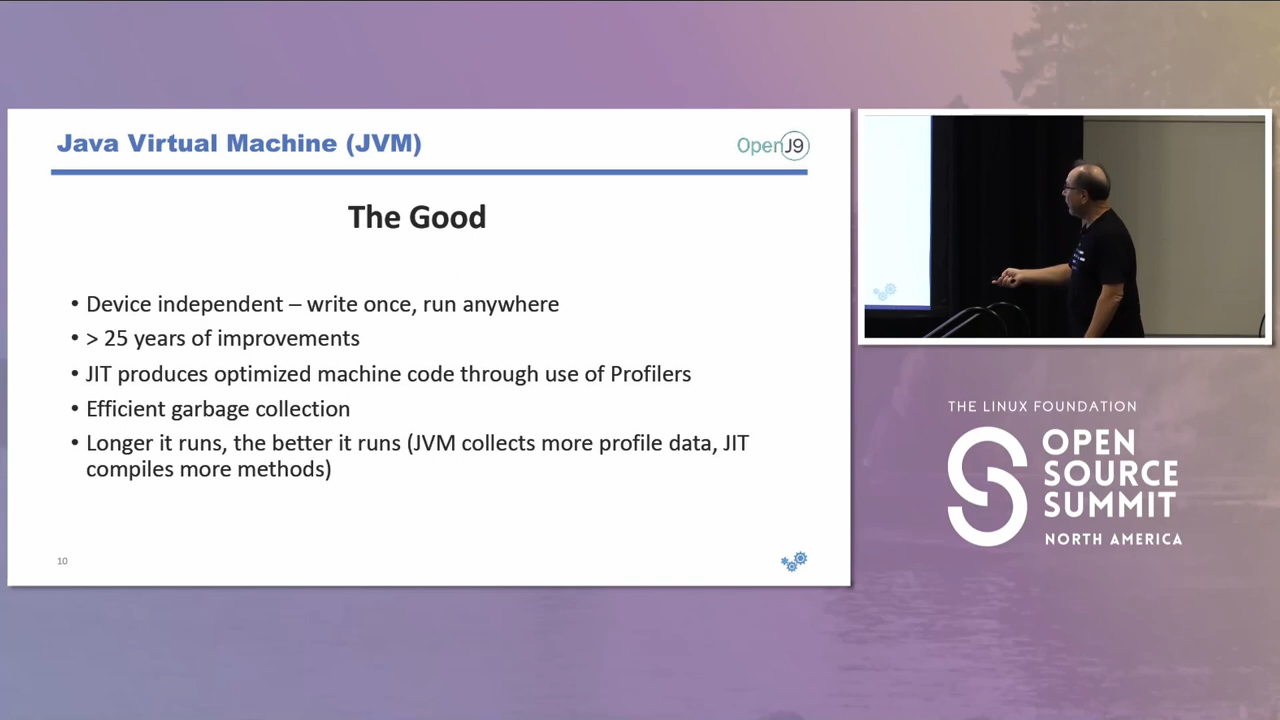 Java Virtual Machine (JVM)
OpenJ9
The Good
• Device independent – write once, run anywhere
• > 25 years of improvements
• JIT produces optimized machine code through use of Profilers
• Efficient garbage collection
• Longer it runs, the better it runs (JVM collects more profile data, JIT
compiles more methods)
10
THE LINUX FOUNDATION
OPEN
SOURCE
SUMMIT
NORTH AMERICA